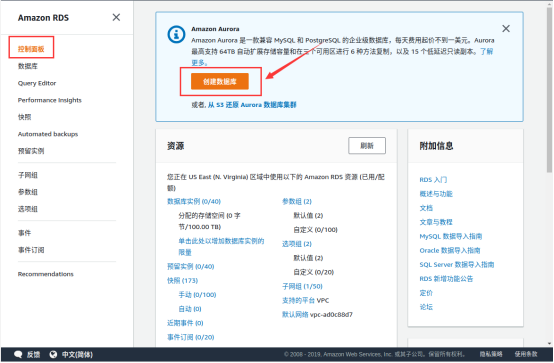 Amazon RDS
控制面板
数据库
Query Editor
Performance Insights
快照
Automated backups
预留实例
子网组
参数组
选项组
事件
事件订阅
Recommendations
Amazon Aurora
Amazon Aurora 是一款兼容 MySQL 和 PostgreSQL 的企业级数据库，每天费用起价不到一美元。Aurora
最高支持 64TB 自动扩展存储容量和在三个可用区进行 6 种方法复制，以及 15 个低延迟只读副本。了解
更多。
创建数据库
或者, 从 S3 还原 Aurora 数据库集群
资源
刷新
您正在 US East (N. Virginia) 区域中使用以下的 Amazon RDS 资源 (已用/配
额)
数据库实例 (0/40)
分配的存储空间 (0 字
节/100.00 TB)
单击此处以增加数据库实例的
限量
预留实例 (0/40)
快照 (173)
手动 (0/100)
自动 (0)
近期事件 (0)
事件订阅 (0/20)
参数组 (2)
默认值 (2)
自定义 (0/100)
选项组 (2)
默认值 (2)
自定义 (0/20)
子网组 (1/50)
支持的平台 VPC
默认网络 vpc-ad0c88d7
附加信息
RDS 入门
概述与功能
文档
文章与教程
MySQL 数据导入指南
Oracle 数据导入指南
SQL Server 数据导入指南
RDS 新增功能公告
定价
论坛
反馈
中文(简体)
© 2008 - 2019, Amazon Web Services, Inc. 或其子公司。保留所有权利。
隐私策略
使用条款